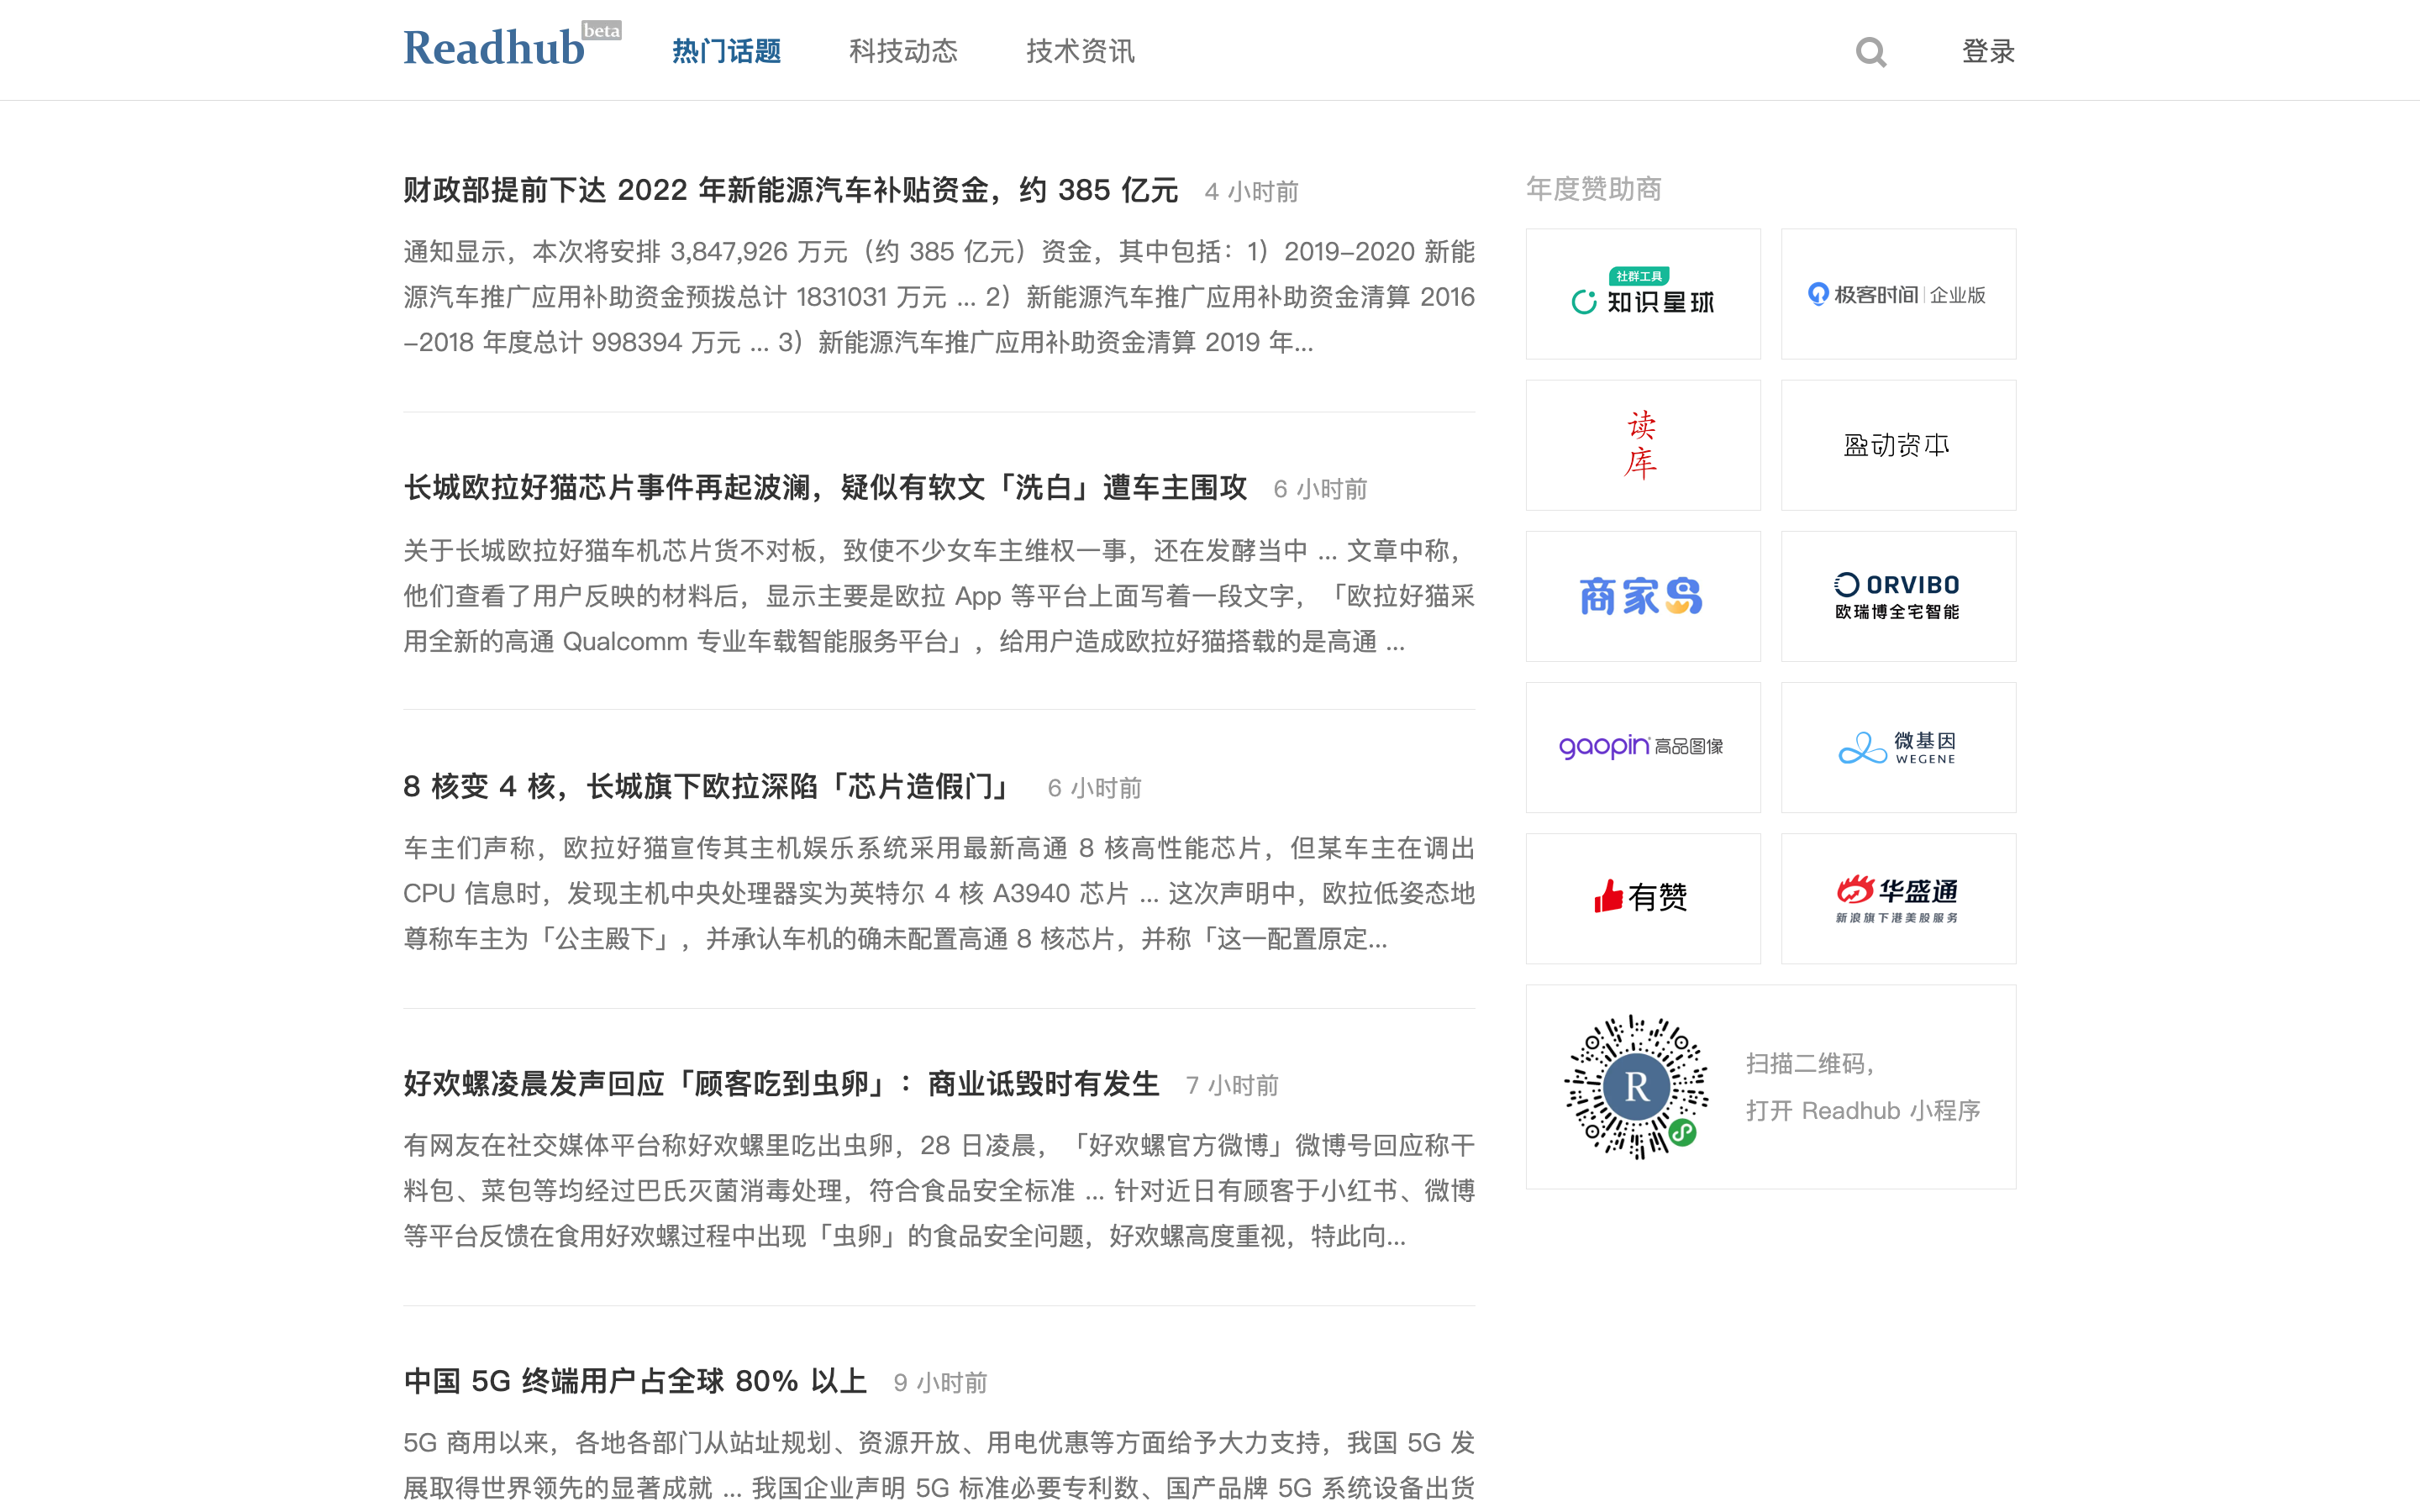 Readhub beta 热门话题 科技动态 技术资讯 登录
财政部提前下达 2022 年新能源汽车补贴资金，约 385 亿元 4 小时前
通知显示，本次将安排 3,847,926 万元（约 385 亿元）资金，其中包括：1）2019-2020 新能
源汽车推广应用补助资金预拨总计 1831031 万元 ... 2）新能源汽车推广应用补助资金清算 2016
-2018 年度总计 998394 万元 ... 3）新能源汽车推广应用补助资金清算 2019 年...
长城欧拉好猫芯片事件再起波澜，疑似有软文「洗白」遭车主围攻 6 小时前
关于长城欧拉好猫车机芯片货不对板，致使不少女车主维权一事，还在发酵当中 ... 文章中称，
他们查看了用户反映的材料后，显示主要是欧拉 App 等平台上面写着一段文字，「欧拉好猫采
用全新的高通 Qualcomm 专业车载智能服务平台」，给用户造成欧拉好猫搭载的是高通 ...
8 核变 4 核，长城旗下欧拉深陷「芯片造假门」 6 小时前
车主们声称，欧拉好猫宣传其主机娱乐系统采用最新高通 8 核高性能芯片，但某车主在调出
CPU 信息时，发现主机中央处理器实为英特尔 4 核 A3940 芯片 ... 这次声明中，欧拉低姿态地
尊称车主为「公主殿下」，并承认车机的确未配置高通 8 核芯片，并称「这一配置原定...
好欢螺凌晨发声回应「顾客吃到虫卵」：商业诋毁时有发生 7 小时前
有网友在社交媒体平台称好欢螺里吃出虫卵，28 日凌晨，「好欢螺官方微博」微博号回应称干
料包、菜包等均经过巴氏灭菌消毒处理，符合食品安全标准 ... 针对近日有顾客于小红书、微博
等平台反馈在食用好欢螺过程中出现「虫卵」的食品安全问题，好欢螺高度重视，特此向...
中国 5G 终端用户占全球 80% 以上 9 小时前
5G 商用以来，各地各部门从站址规划、资源开放、用电优惠等方面给予大力支持，我国 5G 发
展取得世界领先的显著成就 ... 我国企业声明 5G 标准必要专利数、国产品牌 5G 系统设备出货
年度赞助商
社群工具
知识星球
极客时间 企业版
读
库
盈动资本
商家鸟
ORVIBO
欧瑞博全宅智能
gaopin 高品图像
微基因
WEGENE
有赞
华盛通
新浪旗下港美股服务
R
扫描二维码，
打开 Readhub 小程序